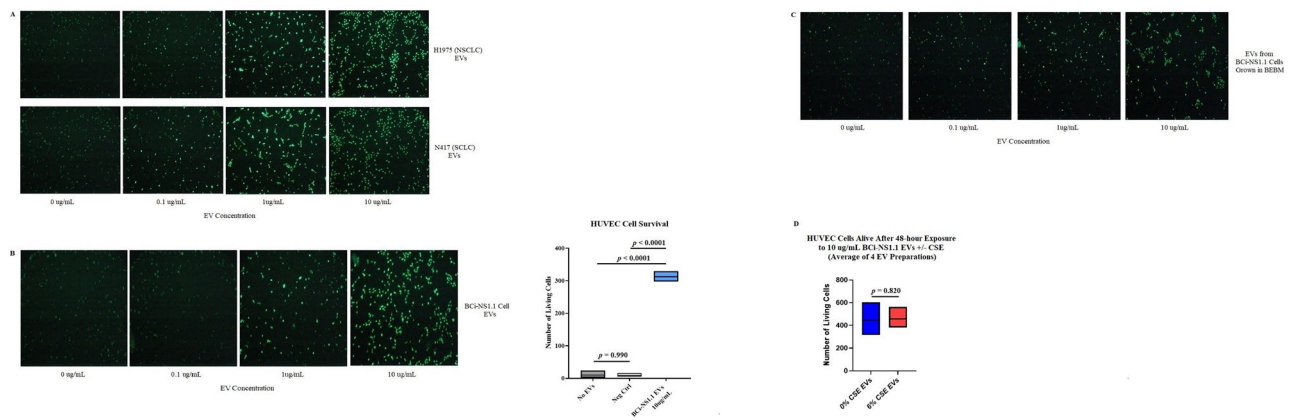 A
H1975 (NSCLC)
EVs
N417 (SCLC)
EVs
0 ug/mL
0.1 ug/mL
1ug/mL
10 ug/mL
EV Concentration
B
BCi-NS1.1 Cell
EVs
0 ug/mL
0.1 ug/mL
1ug/mL
10 ug/mL
EV Concentration
HUVEC Cell Survival
p < 0.0001
p < 0.0001
p = 0.990
Number of Living Cells
400
300
200
100
0
No EVs
Neg Ctrl
BCi-NS1.1 EVs
10ug/mL
C
EVs from
BCi-NS1.1 Cells
Grown in BEBM
0 ug/mL
0.1 ug/mL
1ug/mL
10 ug/mL
EV Concentration
D
HUVEC Cells Alive After 48-hour Exposure
to 10 ug/mL BCi-NS1.1 EVs +/- CSE
(Average of 4 EV Preparations)
p = 0.820
Number of Living Cells
800
600
400
200
0
0% CSE EVs
6% CSE EVs